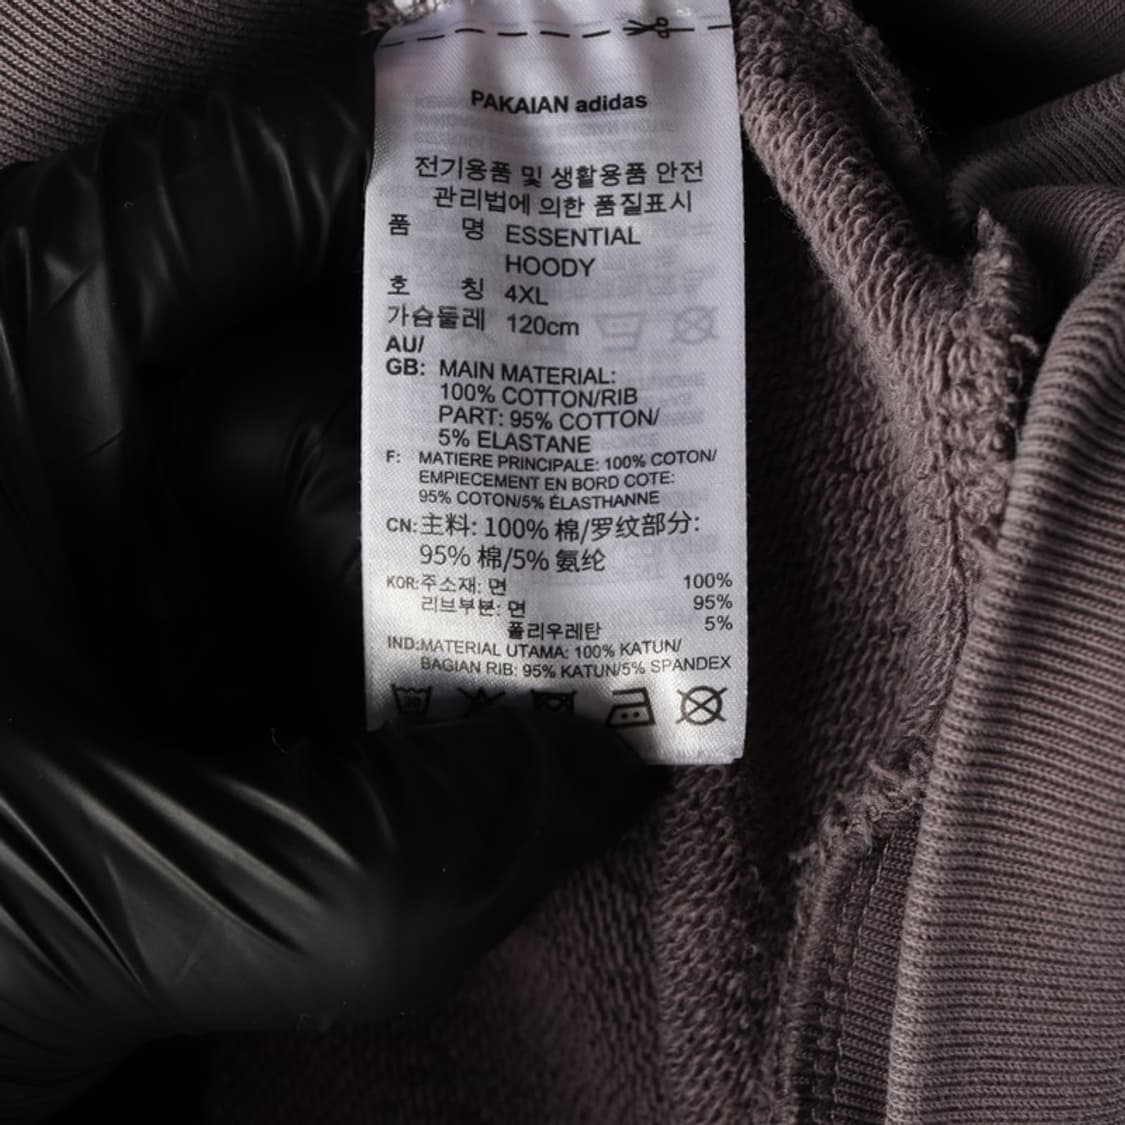 PAKAIAN adidas
전기용품 및 생활용품 안전
관리법에 의한 품질표시
품 명 ESSENTIAL
HOODY
호 칭 4XL
가슴둘레 120cm
AU/
GB: MAIN MATERIAL:
100% COTTON/RIB
PART: 95% COTTON/
5% ELASTANE
F: MATIERE PRINCIPALE: 100% COTON/
EMPIECEMENT EN BORD COTE:
95% COTON/5% ÉLASTHANNE
CN: 主料: 100% 棉/罗纹部分:
95% 棉/5% 氨纶
KOR: 주소재: 면 100%
리브부분: 면 95%
폴리우레탄 5%
IND: MATERIAL UTAMA: 100% KATUN/
BAGIAN RIB: 95% KATUN/5% SPANDEX
30